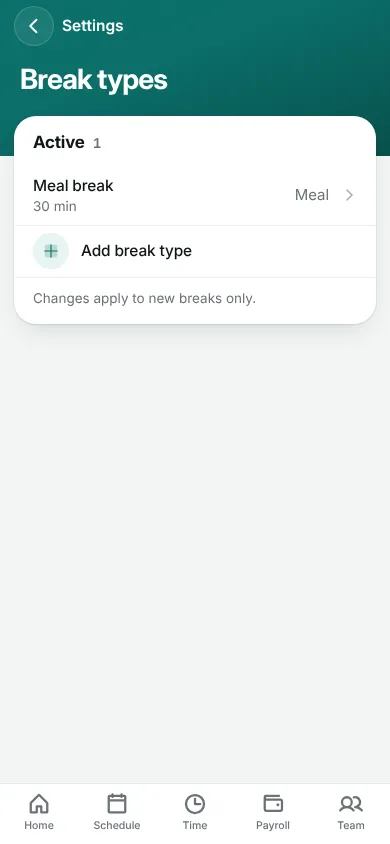 Settings
Break types
Active 1
Meal break
30 min
Meal
Add break type
Changes apply to new breaks only.
Home
Schedule
Time
Payroll
Team